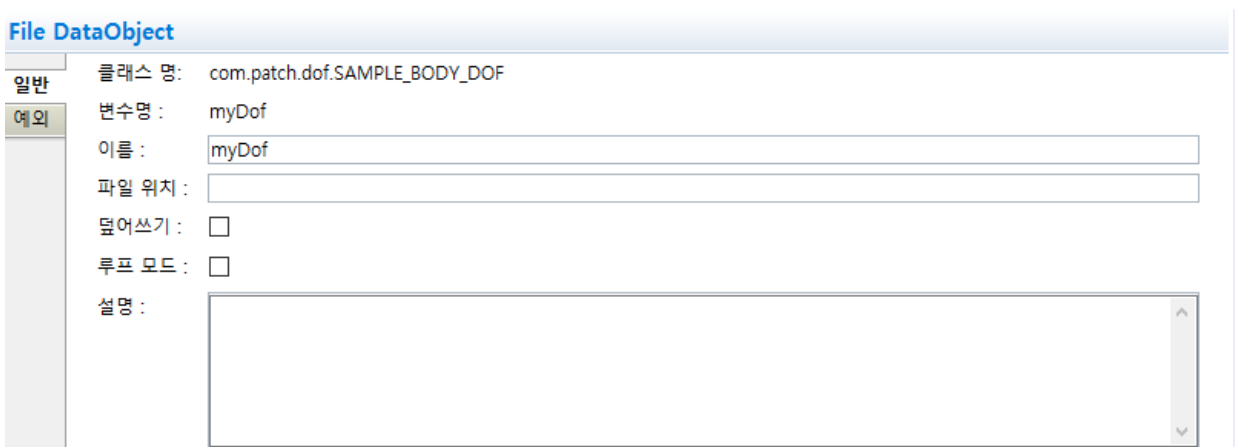 File DataObject
일반
예외
클래스 명: com.patch.dof.SAMPLE_BODY_DOF
변수명 : myDof
이름 : myDof
파일 위치 :
덮어쓰기 :
루프 모드 :
설명 :